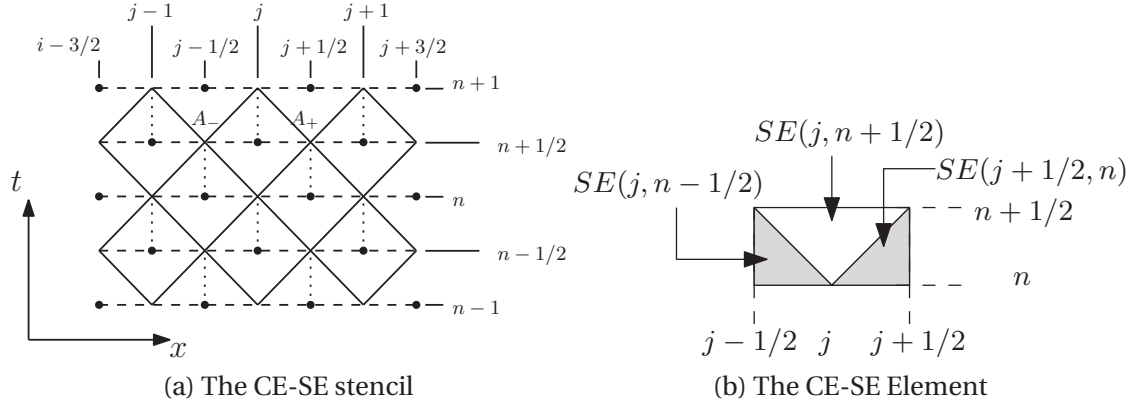 j − 1 j j + 1
i − 3/2 j − 1/2 j + 1/2 j + 3/2
n + 1
A− A+
n + 1/2
t
n
n − 1/2
n − 1
x
(a) The CE-SE stencil
SE(j, n + 1/2)
SE(j, n − 1/2) SE(j + 1/2, n)
n + 1/2
n
j − 1/2 j j + 1/2
(b) The CE-SE Element